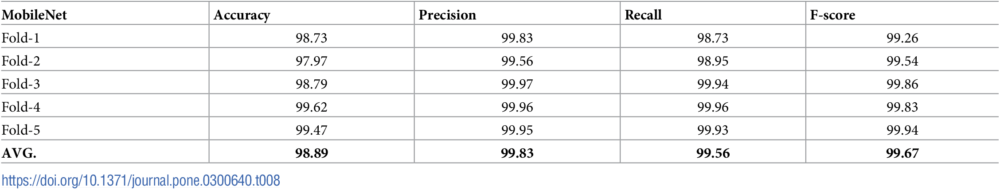 MobileNet Accuracy Precision Recall F-score
Fold-1 98.73 99.83 98.73 99.26
Fold-2 97.97 99.56 98.95 99.54
Fold-3 98.79 99.97 99.94 99.86
Fold-4 99.62 99.96 99.96 99.83
Fold-5 99.47 99.95 99.93 99.94
AVG. 98.89 99.83 99.56 99.67
https://doi.org/10.1371/journal.pone.0300640.t008